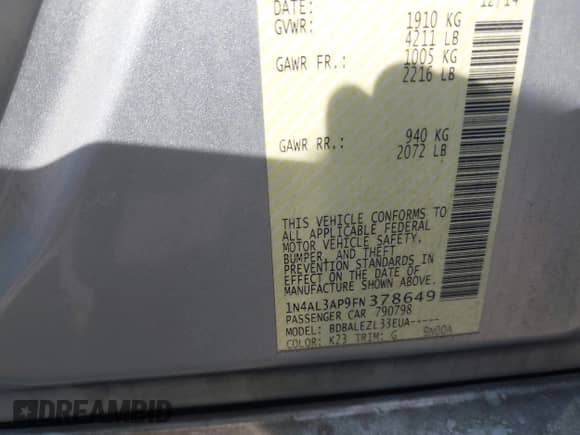 DATE: 12/14
GVWR: 1910 KG
4211 LB
GAWR FR.: 1005 KG
2216 LB
GAWR RR.: 940 KG
2072 LB
THIS VEHICLE CONFORMS TO
ALL APPLICABLE FEDERAL
MOTOR VEHICLE SAFETY,
BUMPER, AND THEFT
PREVENTION STANDARDS IN
EFFECT ON THE DATE OF
MANUFACTURE SHOWN ABOVE.
1N4AL3AP9FN378649
PASSENGER CAR 790798
MODEL: BDBALEZL33EUA-----
COLOR: K23 TRIM: G 9N00A
DREAMBID